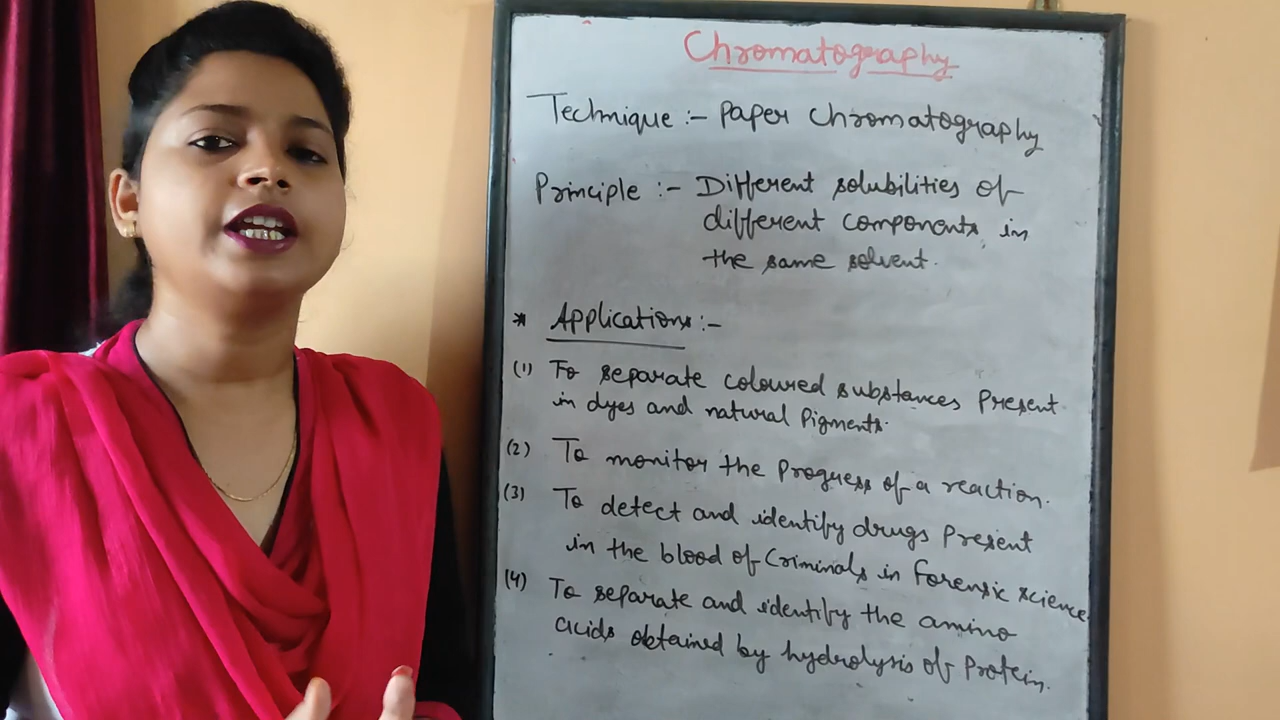 Chromatography
Technique :- Paper Chromatography
Principle :- Different solubilities of
different components in
the same solvent.
* Applications :-
(1) To separate coloured substances Present
in dyes and natural Pigments.
(2) To monitor the Progress of a reaction.
(3) To detect and identify drugs Present
in the blood of Criminals in Forensic science
(4) To separate and identify the amino
acids obtained by hydrolysis of Protein.